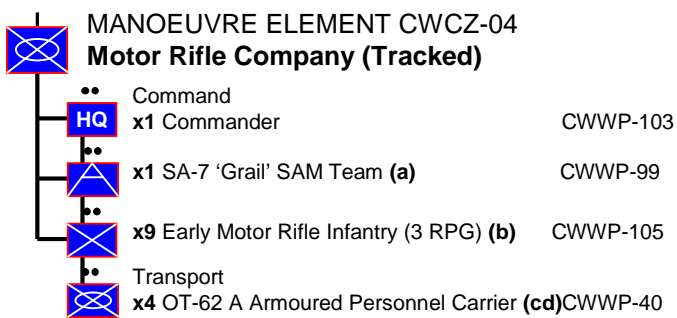 MANOEUVRE ELEMENT CWCZ-04
Motor Rifle Company (Tracked)
Command
HQ x1 Commander CWWP-103
x1 SA-7 ‘Grail’ SAM Team (a) CWWP-99
x9 Early Motor Rifle Infantry (3 RPG) (b) CWWP-105
Transport
x4 OT-62 A Armoured Personnel Carrier (cd)CWWP-40